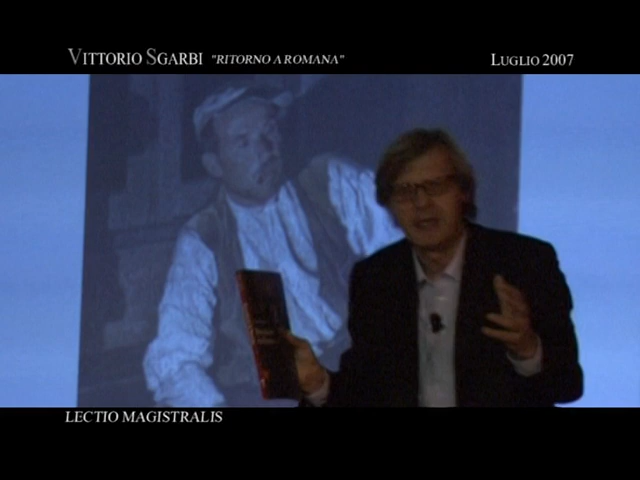 VITTORIO SGARBI "RITORNO A ROMANA"
LUGLIO 2007
LECTIO MAGISTRALIS